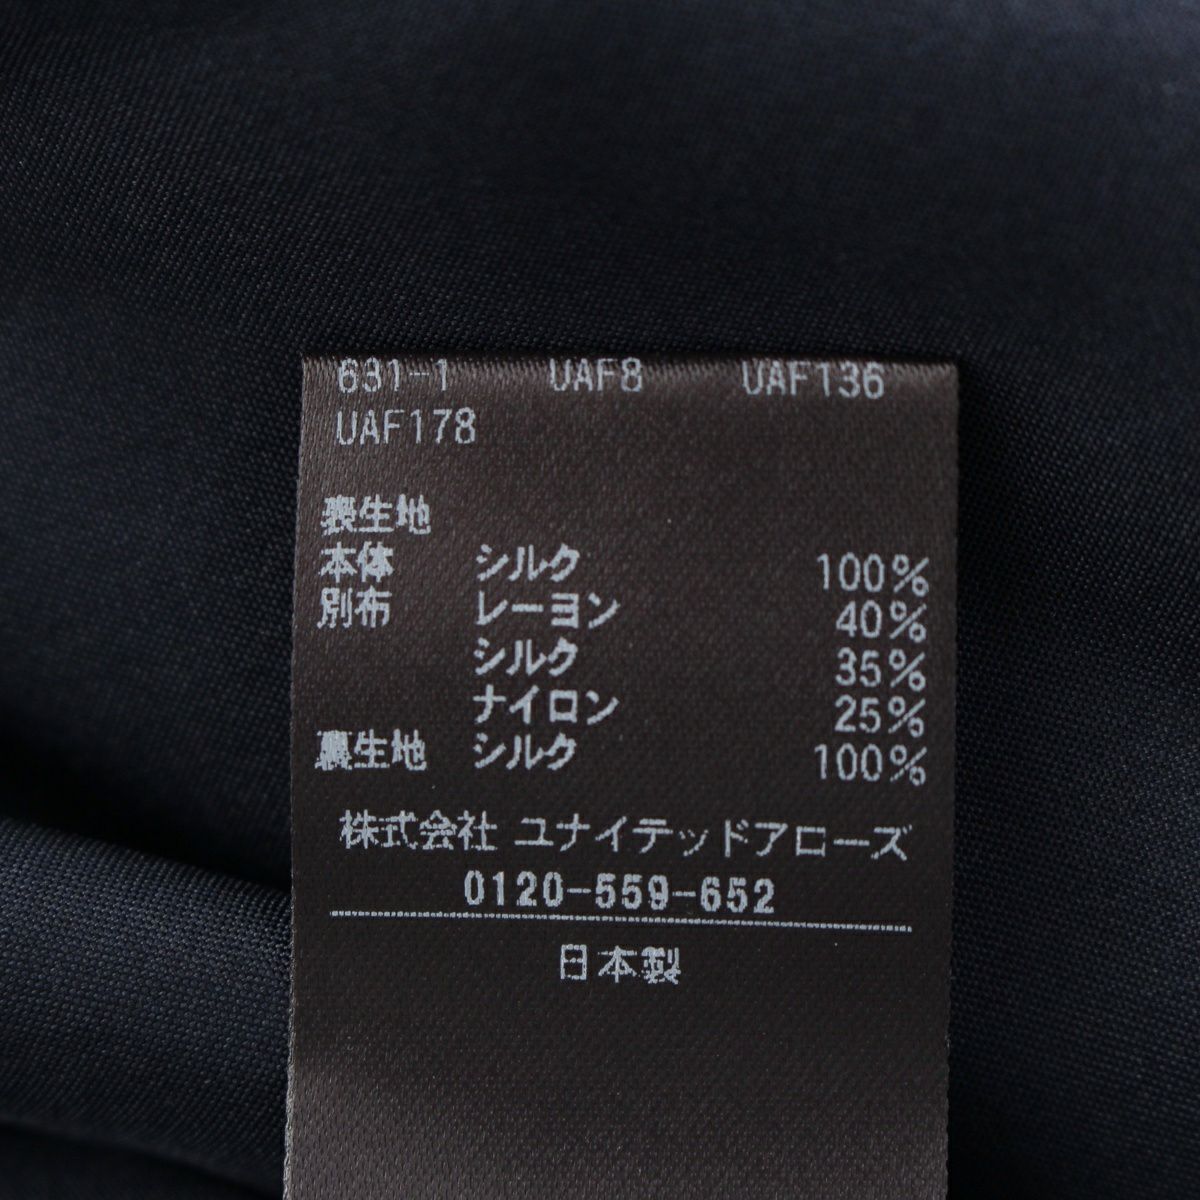 631-1 UAF8 UAF136
UAF178
表生地
本体 シルク 100%
別布 レーヨン 40%
シルク 35%
ナイロン 25%
裏生地 シルク 100%
株式会社 ユナイテッドアローズ
0120-559-652
日本製